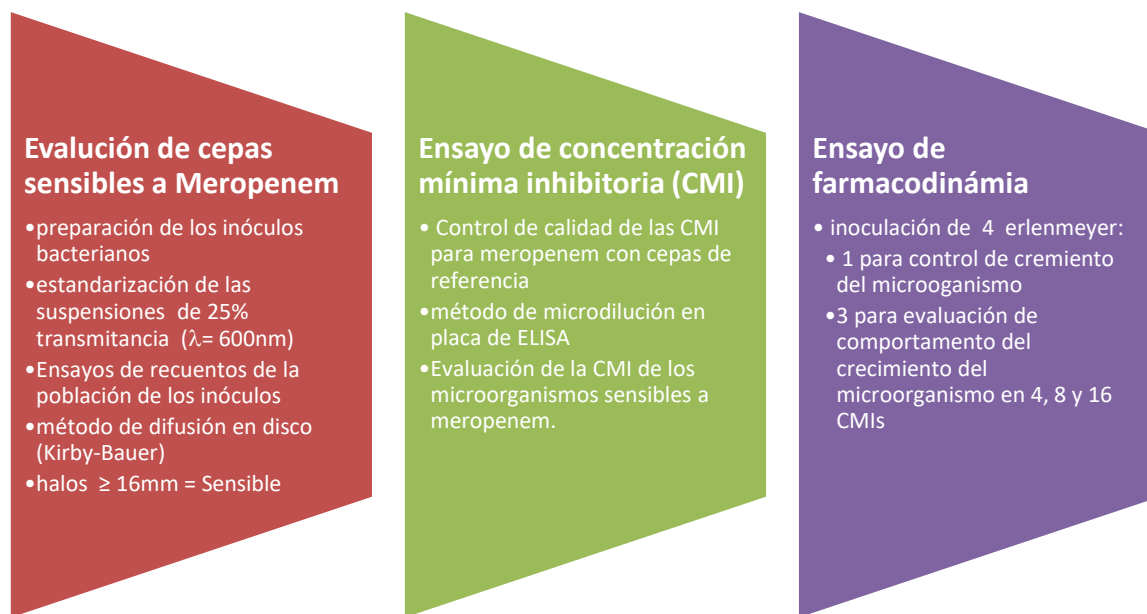 Evalución de cepas
sensibles a Meropenem
•preparación de los inóculos
bacterianos
•estandarización de las
suspensiones de 25%
transmitancia (λ= 600nm)
•Ensayos de recuentos de la
población de los inóculos
•método de difusión en disco
(Kirby-Bauer)
•halos ≥ 16mm = Sensible
Ensayo de concentración
mínima inhibitoria (CMI)
• Control de calidad de las CMI
para meropenem con cepas de
referencia
•método de microdilución en
placa de ELISA
•Evaluación de la CMI de los
microorganismos sensibles a
meropenem.
Ensayo de
farmacodinámia
• inoculación de 4 erlenmeyer:
• 1 para control de cremiento
del microoganismo
•3 para evaluación de
comportamento del
crecimiento del
microorganismo en 4, 8 y 16
CMIs